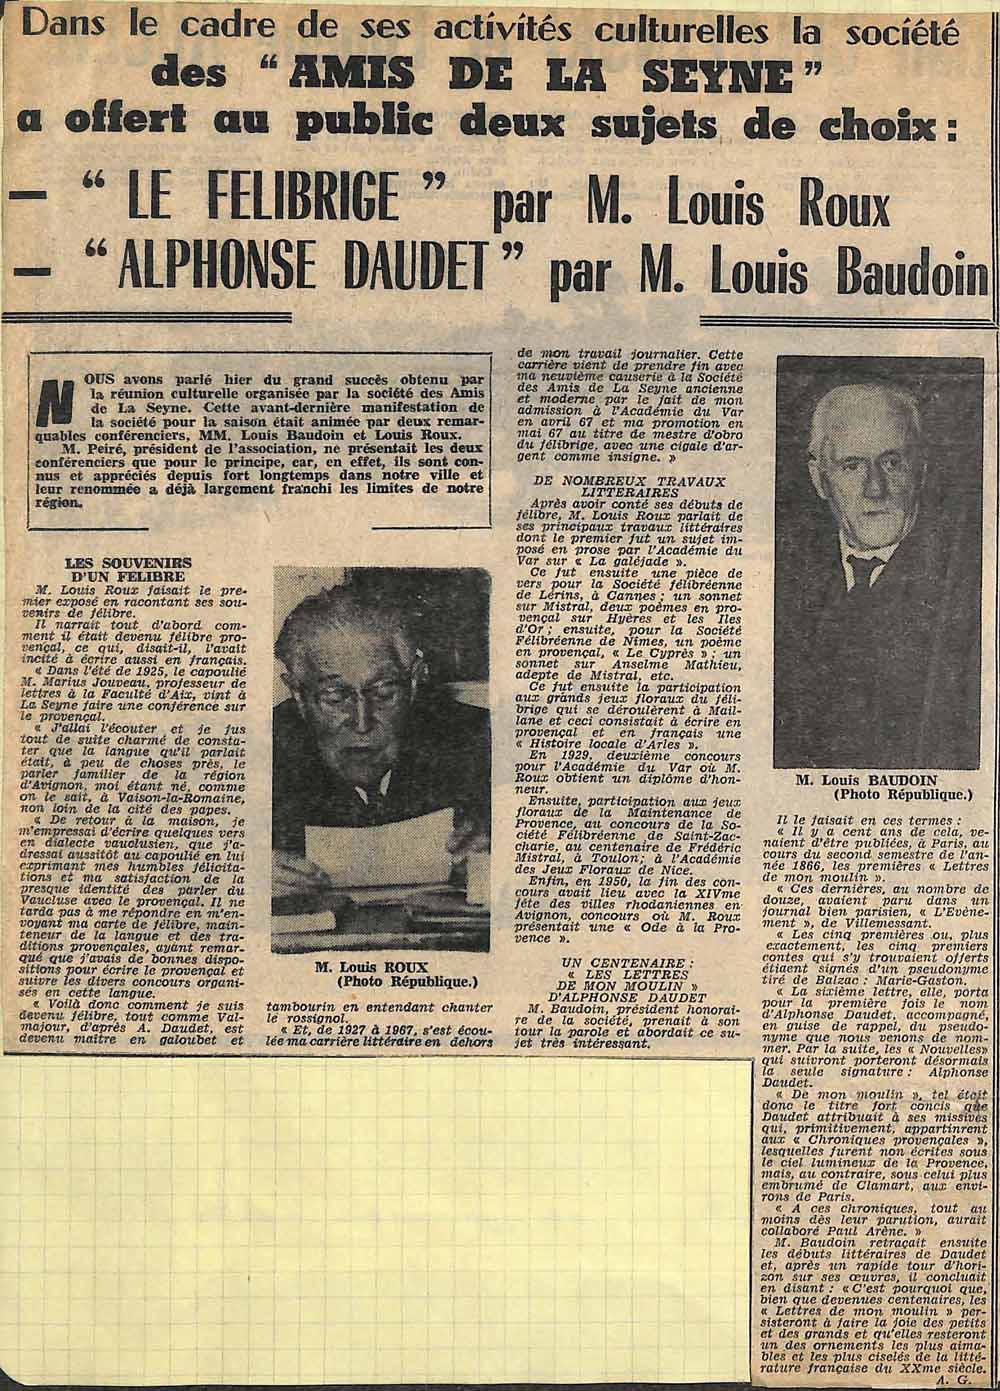 Dans le cadre de ses activités culturelles la société
des “ AMIS DE LA SEYNE ”
a offert au public deux sujets de choix :
— “ LE FELIBRIGE ” par M. Louis Roux
— “ ALPHONSE DAUDET ” par M. Louis Baudoin
NOUS avons parlé hier du grand succès obtenu par
la réunion culturelle organisée par la société des Amis
de La Seyne. Cette avant-dernière manifestation de
la société pour la saison était animée par deux remar-
quables conférenciers, MM. Louis Baudoin et Louis Roux.
M. Peiré, président de l'association, ne présentait les deux
conférenciers que pour le principe, car, en effet, ils sont con-
nus et appréciés depuis fort longtemps dans notre ville et
leur renommée a déjà largement franchi les limites de notre
région.
LES SOUVENIRS
D'UN FELIBRE
M. Louis Roux faisait le pre-
mier exposé en racontant ses sou-
venirs de félibre.
Il narrait tout d'abord com-
ment il était devenu félibre pro-
vençal, ce qui, disait-il, l'avait
incité à écrire aussi en français.
« Dans l'été de 1925, le capoulié
M. Marius Jouveau, professeur de
lettres à la Faculté d'Aix, vint à
La Seyne faire une conférence sur
le provençal.
« J'allai l'écouter et je fus
tout de suite charmé de consta-
ter que la langue qu'il parlait
était, à peu de choses près, le
parler familier de la région
d'Avignon, moi étant né, comme
on le sait, à Vaison-la-Romaine,
non loin de la cité des papes.
« De retour à la maison, je
m'empressai d'écrire quelques vers
en dialecte vauclusien, que j'a-
dressai aussitôt au capoulié en lui
exprimant mes humbles félicita-
tions et ma satisfaction de la
presque identité des parler du
Vaucluse avec le provençal. Il ne
tarda pas à me répondre en m'en-
voyant ma carte de félibre, main-
teneur de la langue et des tra-
ditions provençales, ayant remar-
qué que j'avais de bonnes dispo-
sitions pour écrire le provençal et
suivre les divers concours organi-
sés en cette langue.
« Voilà donc comment je suis
devenu félibre, tout comme Val-
majour, d'après A. Daudet, est
devenu maître en galoubet et
M. Louis ROUX
(Photo République.)
tambourin en entendant chanter
le rossignol.
« Et, de 1927 à 1967, s'est écou-
lée ma carrière littéraire en dehors
de mon travail journalier. Cette
carrière vient de prendre fin avec
ma neuvième causerie à la Société
des Amis de La Seyne ancienne
et moderne par le fait de mon
admission à l'Académie du Var
en avril 67 et ma promotion en
mai 67 au titre de mestre d'obro
du félibrige, avec une cigale d'ar-
gent comme insigne. »
DE NOMBREUX TRAVAUX
LITTERAIRES
Après avoir conté ses débuts de
félibre, M. Louis Roux parlait de
ses principaux travaux littéraires
dont le premier fut un sujet im-
posé en prose par l'Académie du
Var sur « La galéjade ».
Ce fut ensuite une pièce de
vers pour la Société félibréenne
de Lérins, à Cannes ; un sonnet
sur Mistral, deux poèmes en pro-
vençal sur Hyères et les Iles
d'Or ; ensuite, pour la Société
Félibréenne de Nimes, un poème
en provençal, « Le Cyprès » ; un
sonnet sur Anselme Mathieu,
adepte de Mistral, etc.
Ce fut ensuite la participation
aux grands jeux floraux du féli-
brige qui se déroulèrent à Mail-
lane et ceci consistait à écrire en
provençal et en français une
« Histoire locale d'Arles ».
En 1929, deuxième concours
pour l'Académie du Var où M.
Roux obtient un diplôme d'hon-
neur.
Ensuite, participation aux jeux
floraux de la Maintenance de
Provence, au concours de la So-
ciété Félibréenne de Saint-Zac-
charie, au centenaire de Frédéric
Mistral, à Toulon; à l'Académie
des Jeux Floraux de Nice.
Enfin, en 1950, la fin des con-
cours avait lieu avec la XIVme
fête des villes rhodaniennes en
Avignon, concours où M. Roux
présentait une « Ode à la Pro-
vence ».
UN CENTENAIRE :
« LES LETTRES
DE MON MOULIN »
D'ALPHONSE DAUDET
M. Baudoin, président honorai-
re de la société, prenait à son
tour la parole et abordait ce su-
jet très intéressant.
M. Louis BAUDOIN
(Photo République.)
Il le faisait en ces termes :
« Il y a cent ans de cela, ve-
naient d'être publiées, à Paris, au
cours du second semestre de l'an-
née 1866, les premières « Lettres
de mon moulin ».
« Ces dernières, au nombre de
douze, avaient paru dans un
journal bien parisien, « L'Evène-
ment », de Villemessant.
« Les cinq premières ou, plus
exactement, les cinq premiers
contes qui s'y trouvaient offerts
étiaent signés d'un pseudonyme
tiré de Balzac : Marie-Gaston.
« La sixième lettre, elle, porta
pour la première fois le nom
d'Alphonse Daudet, accompagné,
en guise de rappel, du pseudo-
nyme que nous venons de nom-
mer. Par la suite, les « Nouvelles»
qui suivront porteront désormais
la seule signature : Alphonse
Daudet.
« De mon moulin », tel était
donc le titre fort concis que
Daudet attribuait à ses missives
qui, primitivement, appartinrent
aux « Chroniques provençales »,
lesquelles furent non écrites sous
le ciel lumineux de la Provence,
mais, au contraire, sous celui plus
embrumé de Clamart, aux envi-
rons de Paris.
« A ces chroniques, tout au
moins dès leur parution, aurait
collaboré Paul Arène. »
M. Baudoin retraçait ensuite
les débuts littéraires de Daudet
et, après un rapide tour d'hori-
zon sur ses œuvres, il concluait
en disant : « C'est pourquoi que,
bien que devenues centenaires, les
« Lettres de mon moulin » per-
sisteront à faire la joie des petits
et des grands et qu'elles resteront
un des ornements les plus aima-
bles et les plus ciselés de la litté-
rature française du XXme siècle.
A. G.